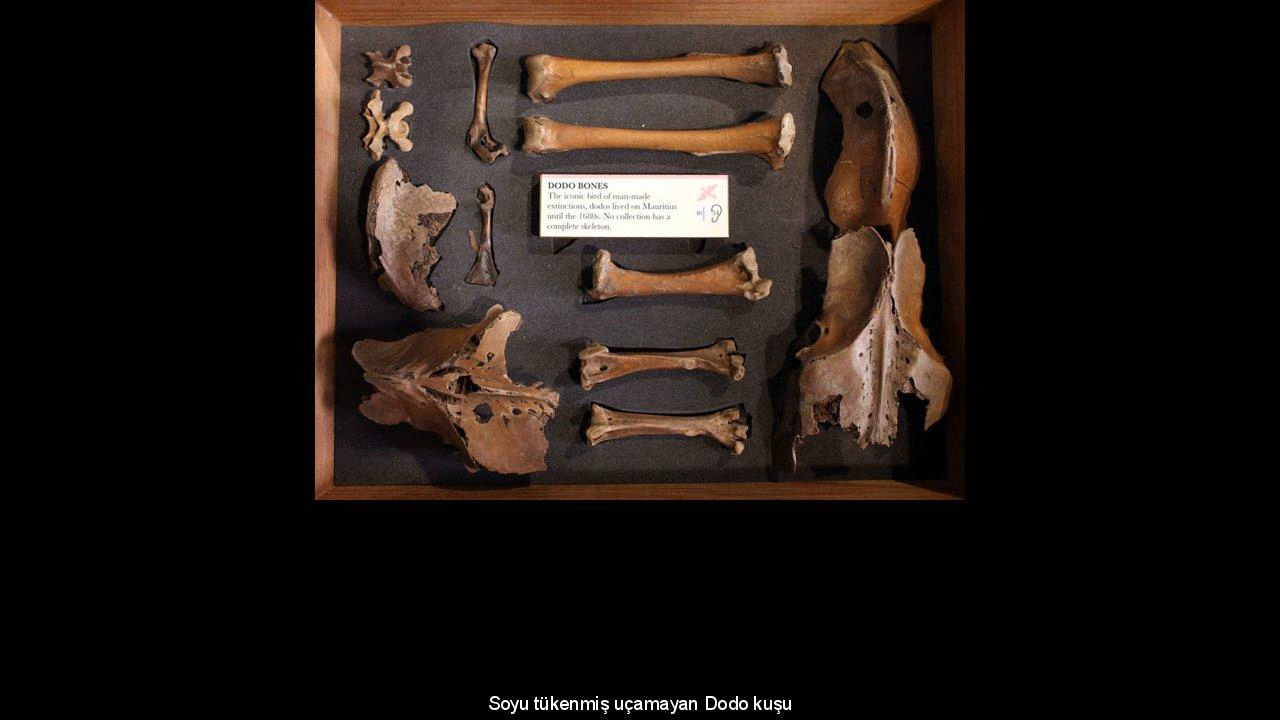 DODO BONES
The iconic bird of man-made
extinctions, dodos lived on Mauritius
until the 1680s. No collection has a
complete skeleton.
Soyu tükenmiş uçamayan Dodo kuşu